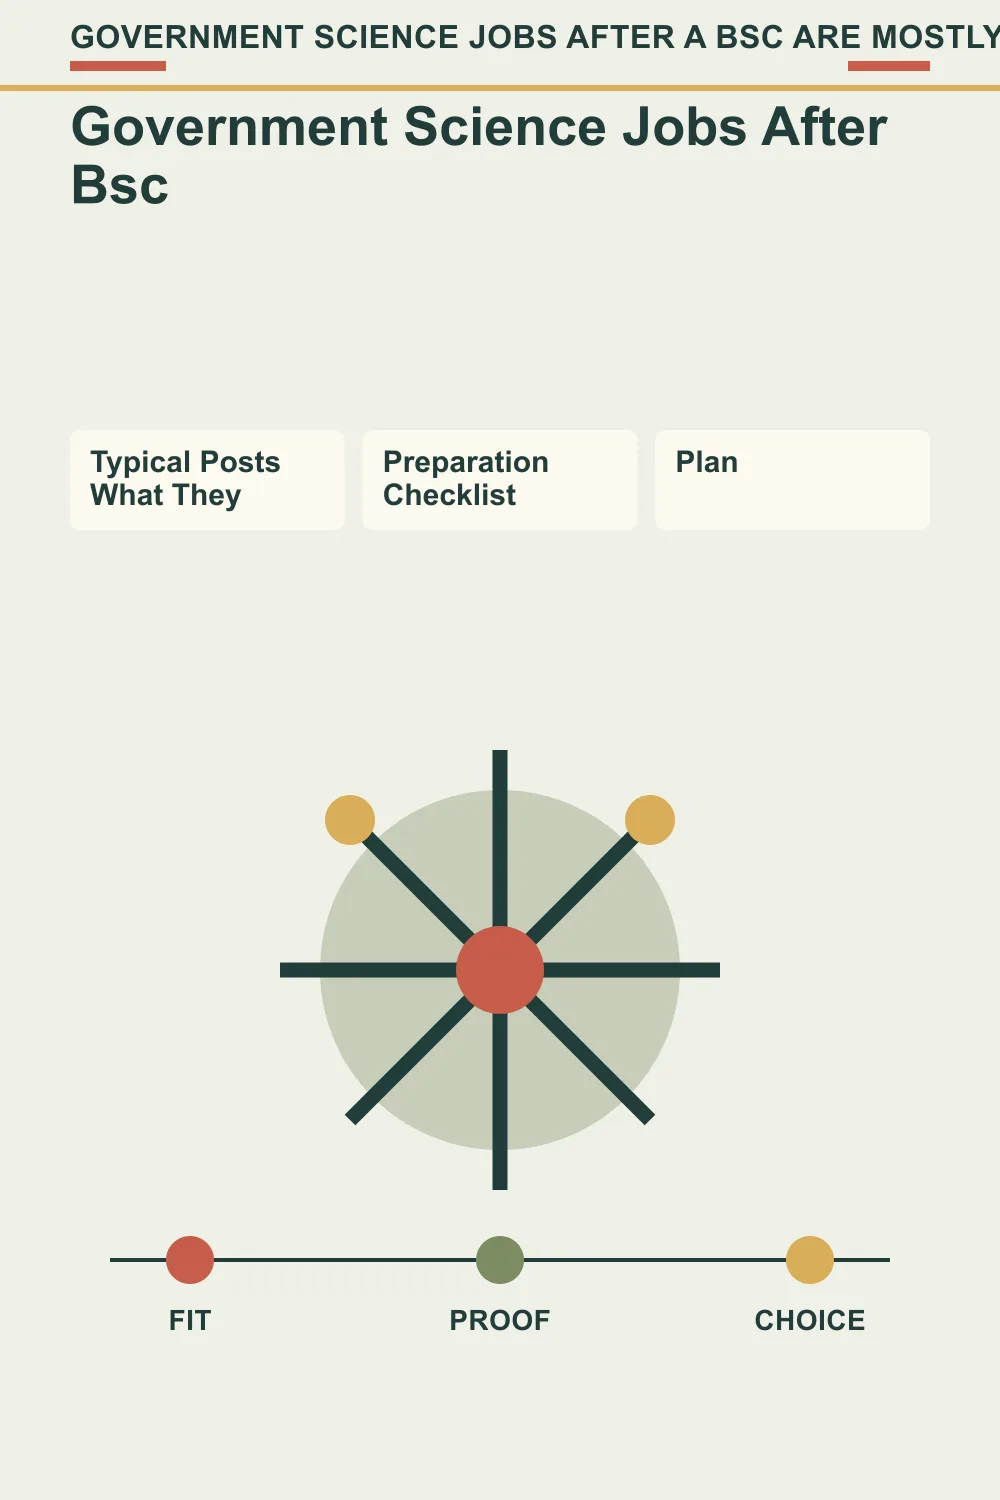 GOVERNMENT SCIENCE JOBS AFTER A BSC ARE MOSTLY
Government Science Jobs After
Bsc
Typical Posts
What They
Preparation
Checklist
Plan
FIT
PROOF
CHOICE